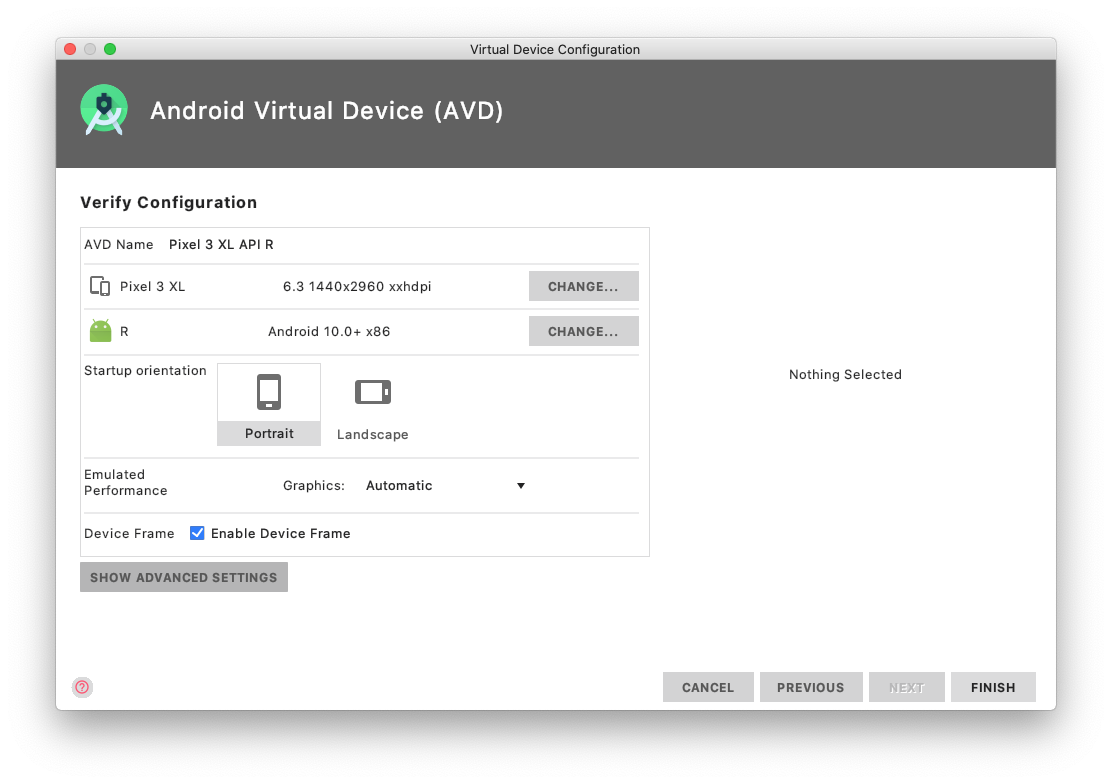 Virtual Device Configuration
Android Virtual Device (AVD)
Verify Configuration
AVD Name Pixel 3 XL API R
Pixel 3 XL 6.3 1440x2960 xxhdpi CHANGE...
R Android 10.0+ x86 CHANGE...
Startup orientation
Portrait Landscape
Emulated
Performance
Graphics: Automatic
Device Frame Enable Device Frame
SHOW ADVANCED SETTINGS
Nothing Selected
?
CANCEL PREVIOUS NEXT FINISH